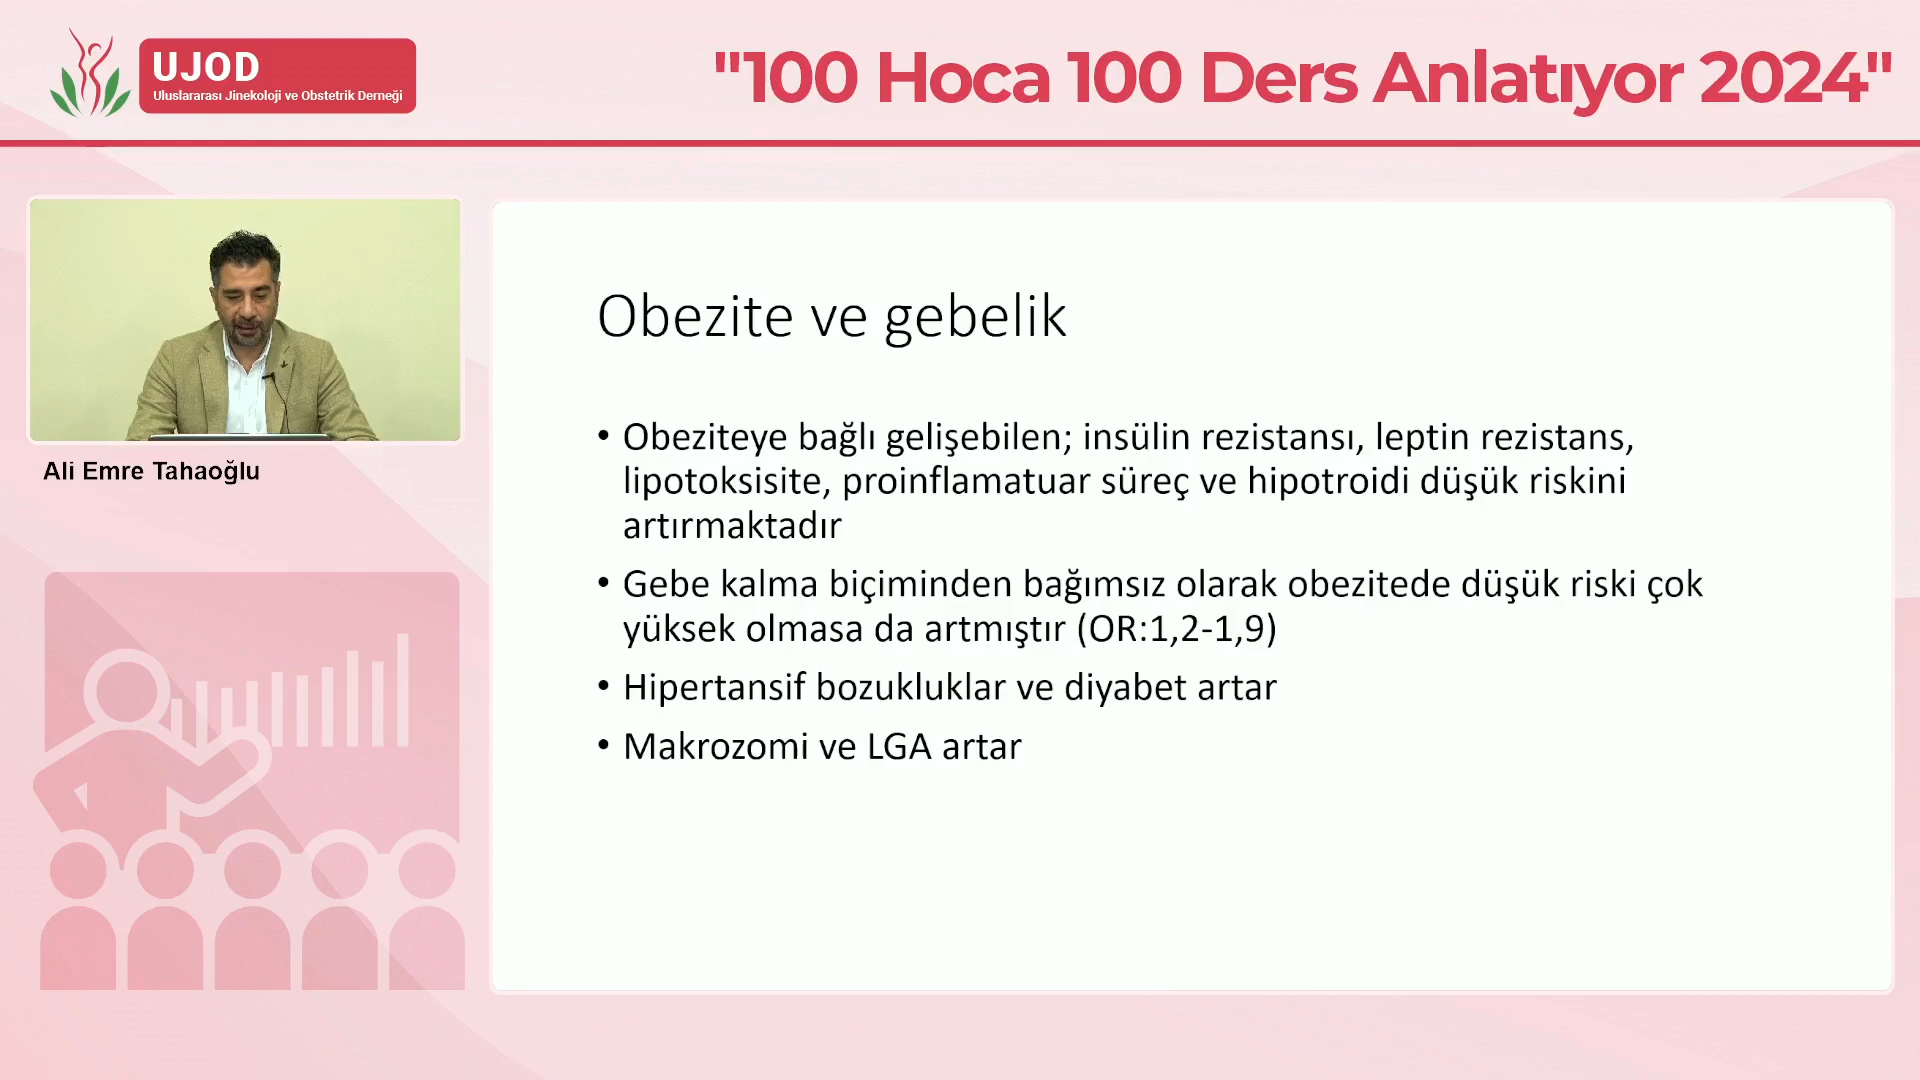 UJOD
Uluslararası Jinekoloji ve Obstetrik Derneği
"100 Hoca 100 Ders Anlatıyor 2024"
Ali Emre Tahaoğlu
Obezite ve gebelik
• Obeziteye bağlı gelişebilen; insülin rezistansı, leptin rezistans,
lipotoksisite, proinflamatuar süreç ve hipotroidi düşük riskini
artırmaktadır
• Gebe kalma biçiminden bağımsız olarak obezitede düşük riski çok
yüksek olmasa da artmıştır (OR:1,2-1,9)
• Hipertansif bozukluklar ve diyabet artar
• Makrozomi ve LGA artar